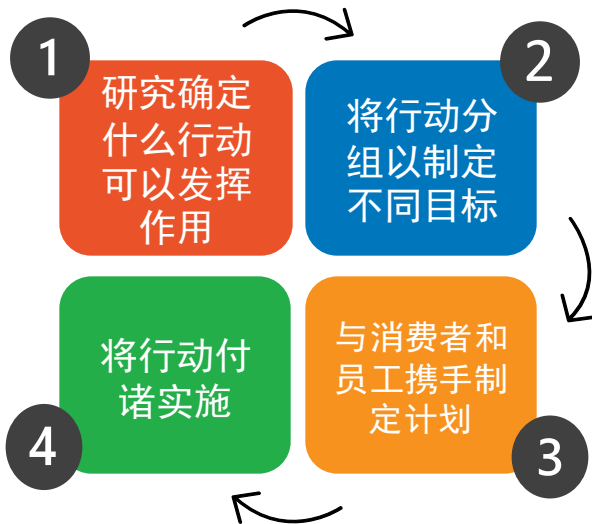 1
研究确定
什么行动
可以发挥
作用
2
将行动分
组以制定
不同目标
3
与消费者和
员工携手制
定计划
4
将行动付
诸实施